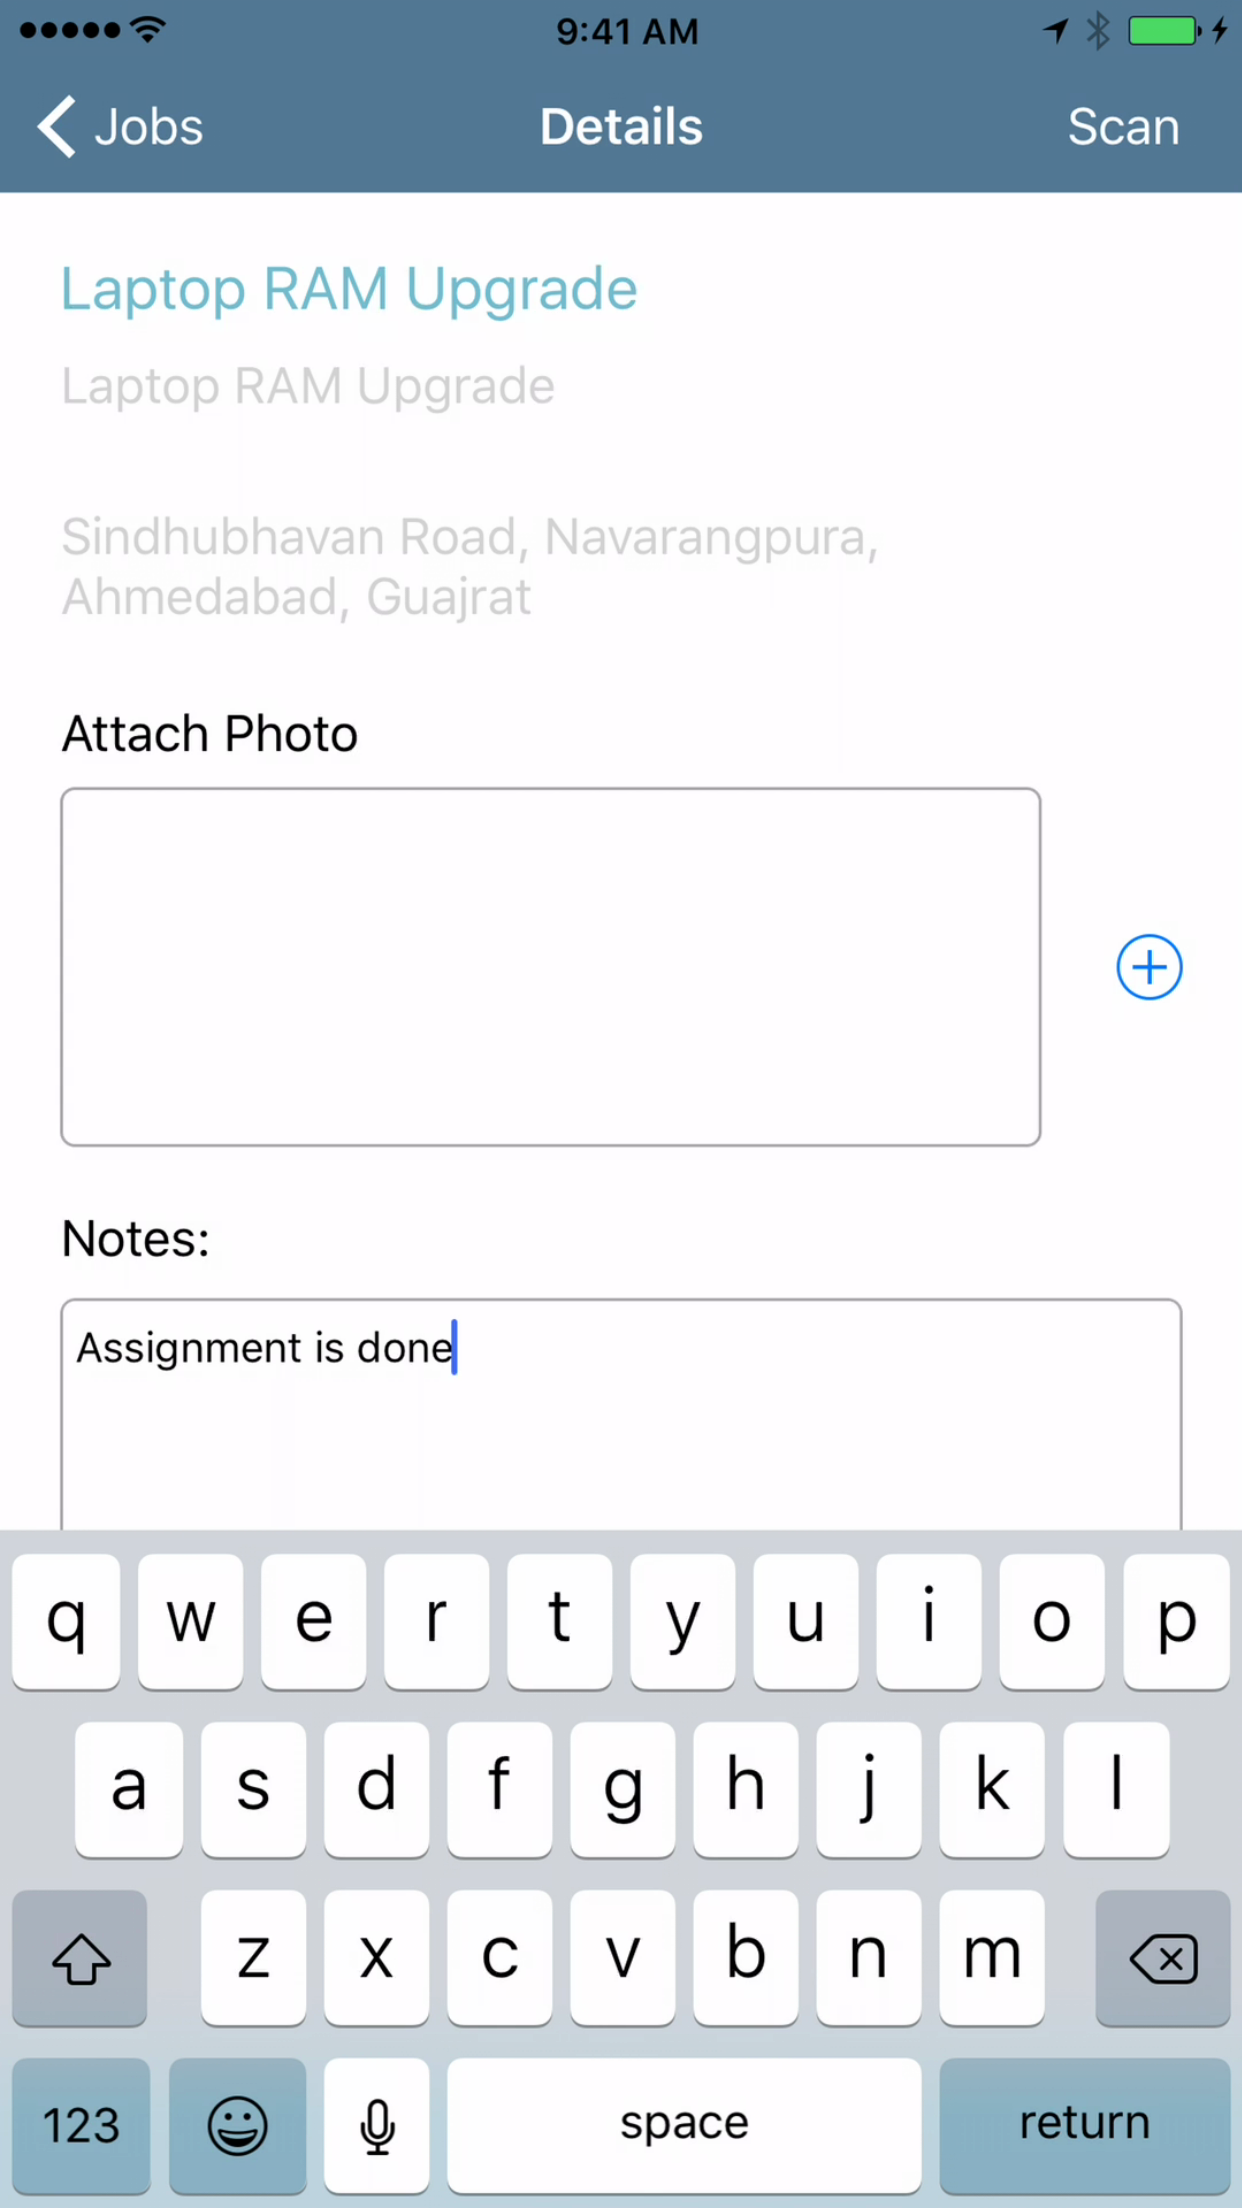 9:41 AM
Jobs
Details
Scan
Laptop RAM Upgrade
Laptop RAM Upgrade
Sindhubhavan Road, Navarangpura,
Ahmedabad, Guajrat
Attach Photo
Notes:
Assignment is done
q w e r t y u i o p
a s d f g h j k l
z x c v b n m
123 space return